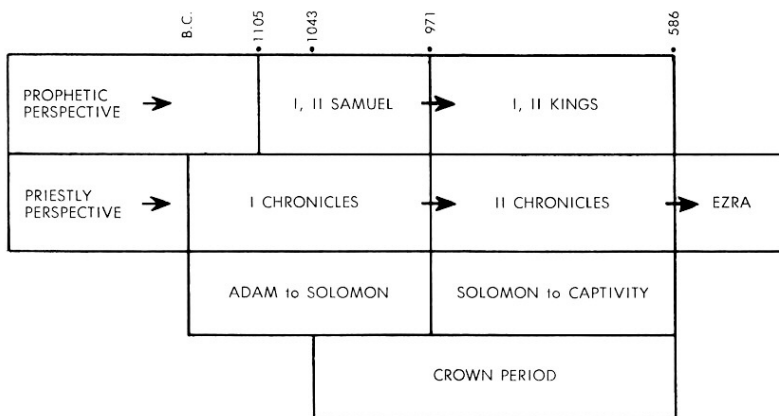 B.C.
1105
1043
971
586
PROPHETIC
PERSPECTIVE
I, II SAMUEL
I, II KINGS
PRIESTLY
PERSPECTIVE
I CHRONICLES
II CHRONICLES
EZRA
ADAM to SOLOMON
SOLOMON to CAPTIVITY
CROWN PERIOD